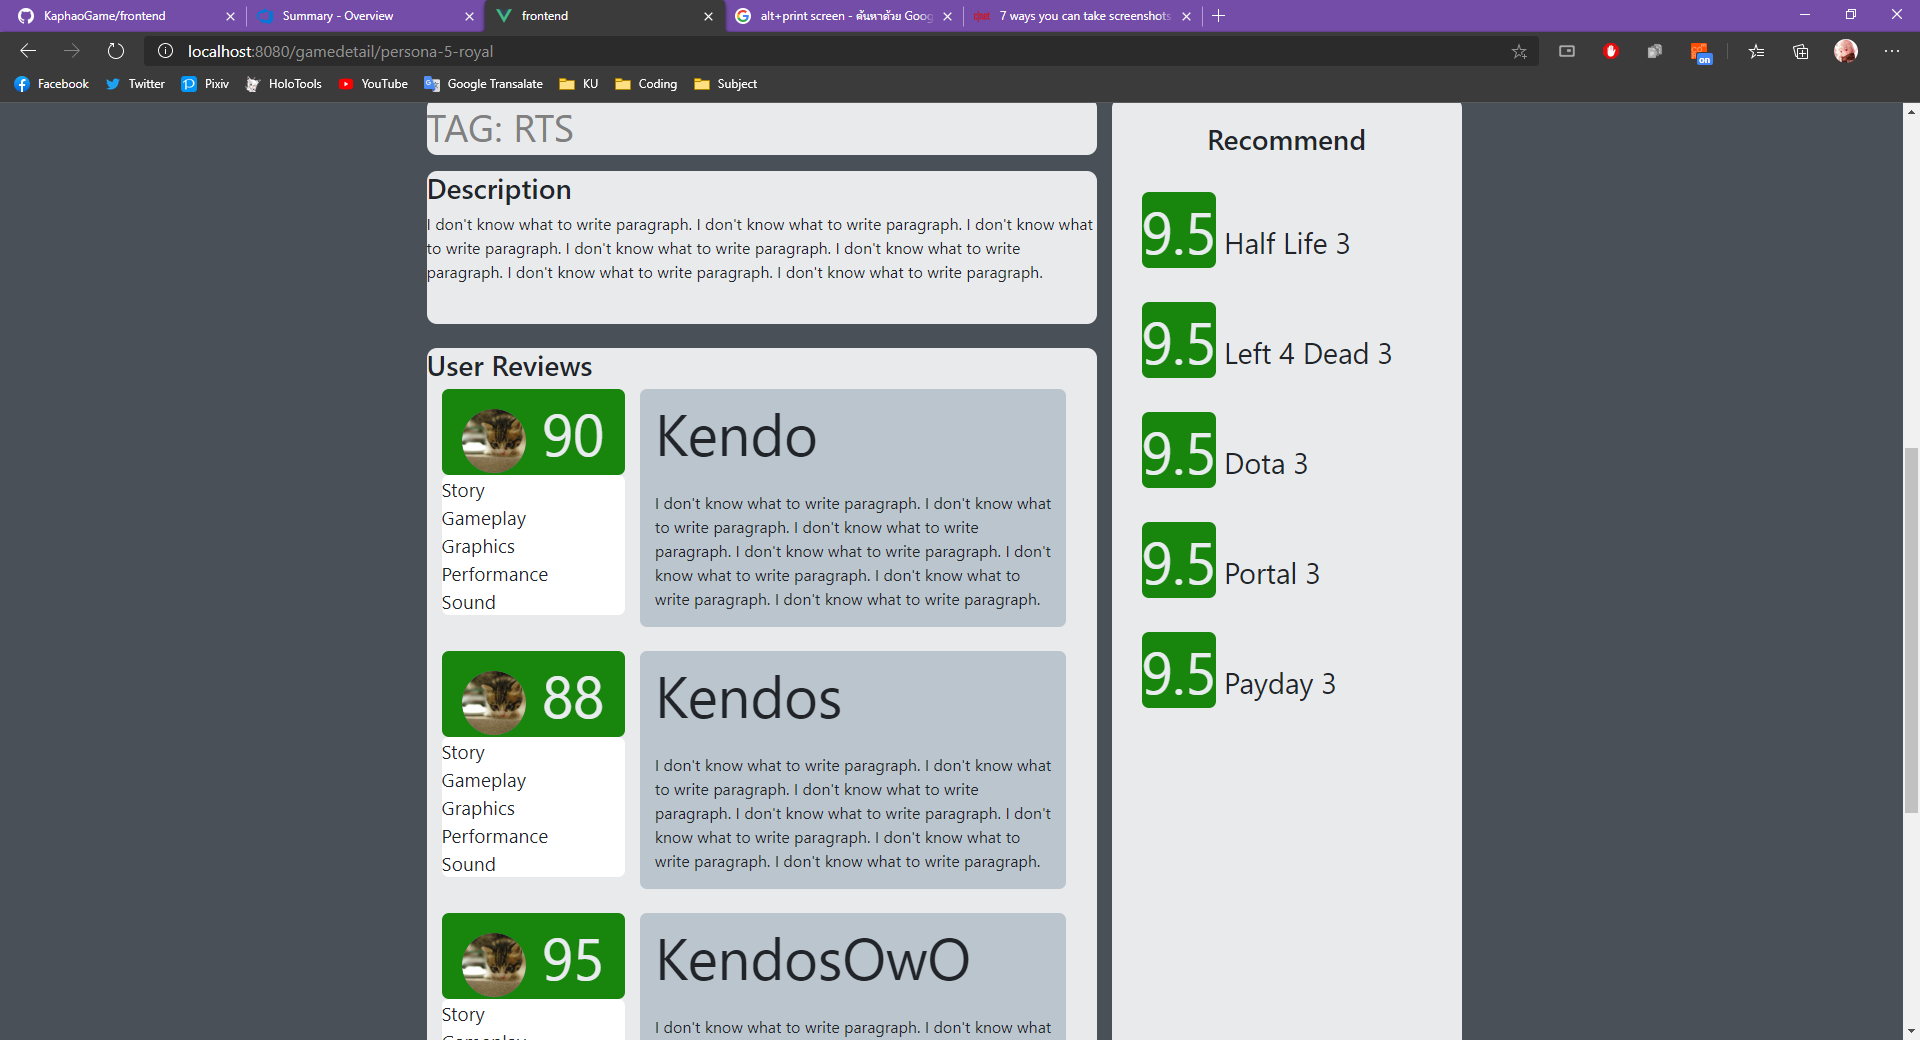 KaphaoGame/frontend
Summary - Overview
frontend
alt+print screen - ค้นหาด้วย Goog
7 ways you can take screenshots
localhost:8080/gamedetail/persona-5-royal
on
Facebook
Twitter
Pixiv
HoloTools
YouTube
Google Transalate
KU
Coding
Subject
TAG: RTS
Description
I don't know what to write paragraph. I don't know what to write paragraph. I don't know what
to write paragraph. I don't know what to write paragraph. I don't know what to write
paragraph. I don't know what to write paragraph. I don't know what to write paragraph.
User Reviews
90
Story
Gameplay
Graphics
Performance
Sound
Kendo
I don't know what to write paragraph. I don't know what
to write paragraph. I don't know what to write
paragraph. I don't know what to write paragraph. I don't
know what to write paragraph. I don't know what to
write paragraph. I don't know what to write paragraph.
88
Story
Gameplay
Graphics
Performance
Sound
Kendos
I don't know what to write paragraph. I don't know what
to write paragraph. I don't know what to write
paragraph. I don't know what to write paragraph. I don't
know what to write paragraph. I don't know what to
write paragraph. I don't know what to write paragraph.
95
Story
Gameplay
KendosOwO
I don't know what to write paragraph. I don't know what
Recommend
9.5 Half Life 3
9.5 Left 4 Dead 3
9.5 Dota 3
9.5 Portal 3
9.5 Payday 3